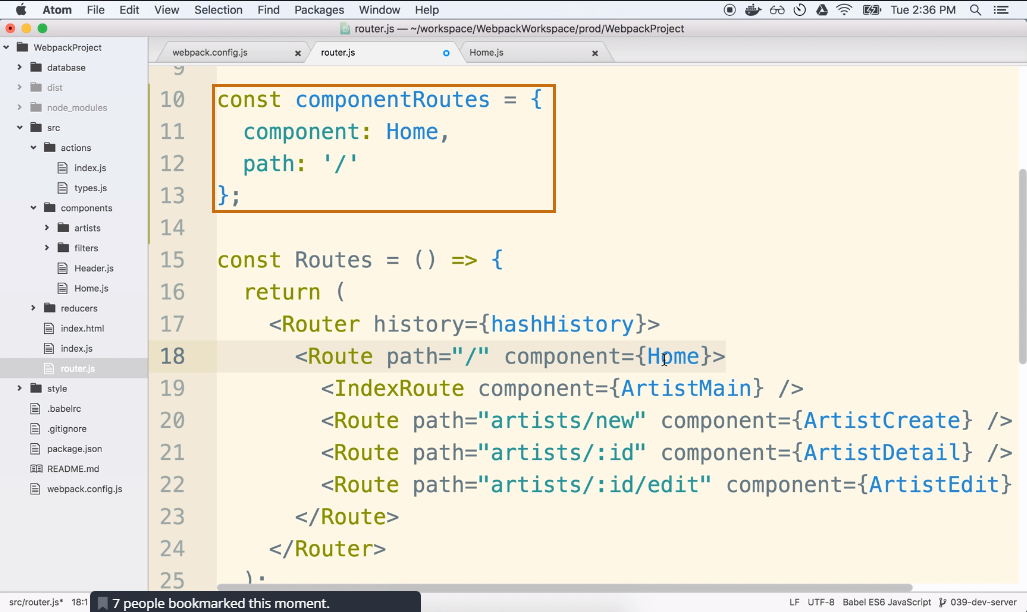 Atom File Edit View Selection Find Packages Window Help Tue 2:36 PM
router.js — ~/workspace/WebpackWorkspace/prod/WebpackProject
WebpackProject
database
dist
node_modules
src
actions
index.js
types.js
components
artists
filters
Header.js
Home.js
reducers
index.html
index.js
router.js
style
.babelrc
.gitignore
package.json
README.md
webpack.config.js
webpack.config.js router.js Home.js
9
10 const componentRoutes = {
11   component: Home,
12   path: '/'
13 };
14
15 const Routes = () => {
16   return (
17     <Router history={hashHistory}>
18       <Route path="/" component={Home}>
19         <IndexRoute component={ArtistMain} />
20         <Route path="artists/new" component={ArtistCreate} />
21         <Route path="artists/:id" component={ArtistDetail} />
22         <Route path="artists/:id/edit" component={ArtistEdit}
23       </Route>
24     </Router>
25   );
src/router.js* 18:1 LF UTF-8 Babel ES6 JavaScript 039-dev-server
7 people bookmarked this moment.